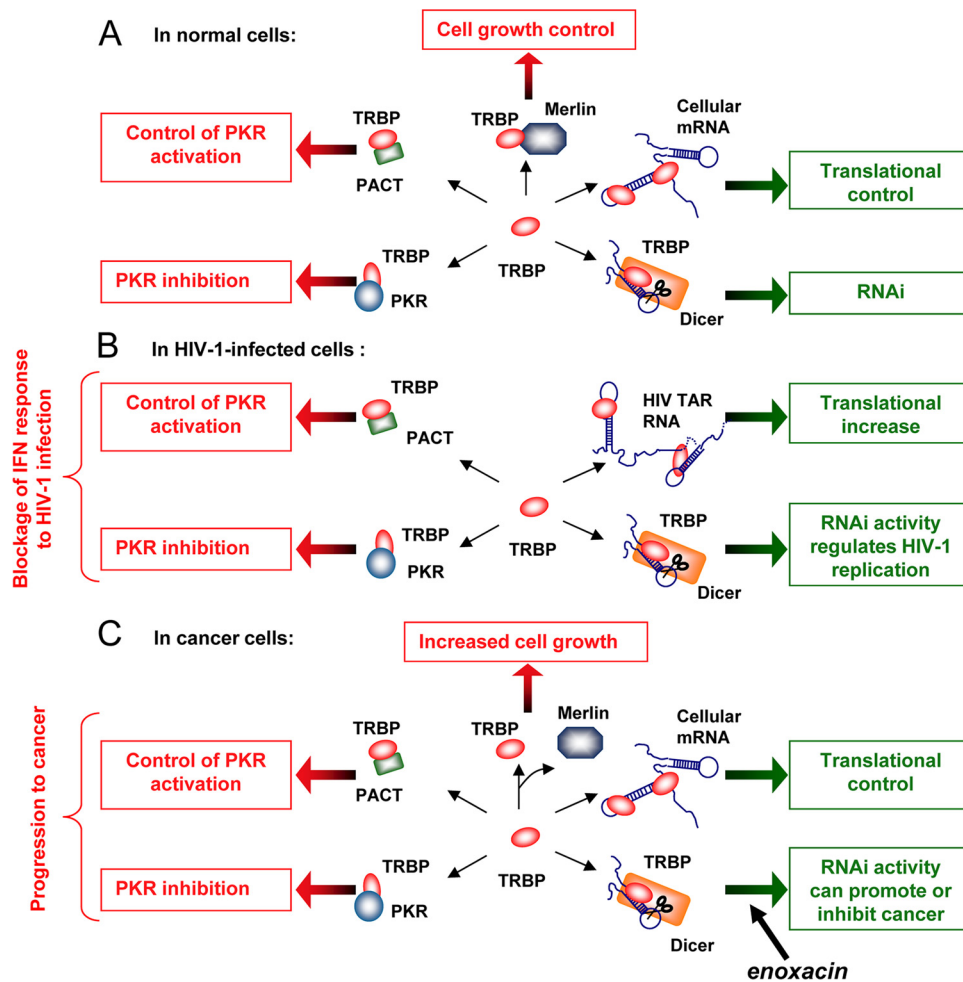 A
In normal cells:
Cell growth control
Control of PKR
activation
TRBP
PACT
TRBP
Merlin
Cellular
mRNA
Translational
control
PKR inhibition
TRBP
PKR
TRBP
TRBP
Dicer
RNAi
B
In HIV-1-infected cells :
Blockage of IFN response
to HIV-1 infection
Control of PKR
activation
TRBP
PACT
HIV TAR
RNA
Translational
increase
PKR inhibition
TRBP
PKR
TRBP
TRBP
Dicer
RNAi activity
regulates HIV-1
replication
C
In cancer cells:
Increased cell growth
Progression to cancer
Control of PKR
activation
TRBP
PACT
TRBP
Merlin
Cellular
mRNA
Translational
control
PKR inhibition
TRBP
PKR
TRBP
TRBP
Dicer
RNAi activity
can promote or
inhibit cancer
enoxacin